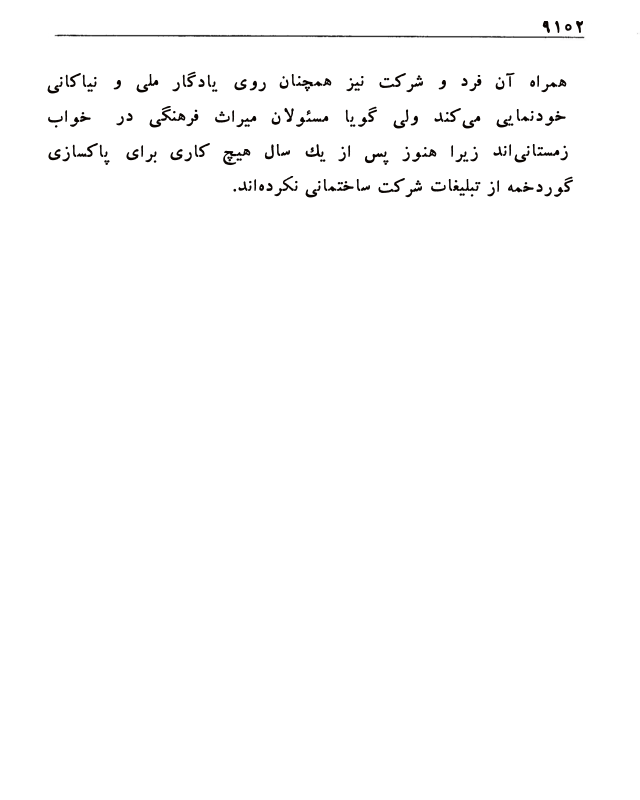 ۹۱۵۲
همراه آن فرد و شرکت نیز همچنان روی یادگار ملی و نیاکانی
خودنمایی می‌کند ولی گویا مسئولان میراث فرهنگی در خواب
زمستانی‌اند زیرا هنوز پس از یك سال هیچ کاری برای پاکسازی
گوردخمه از تبلیغات شرکت ساختمانی نکرده‌اند.